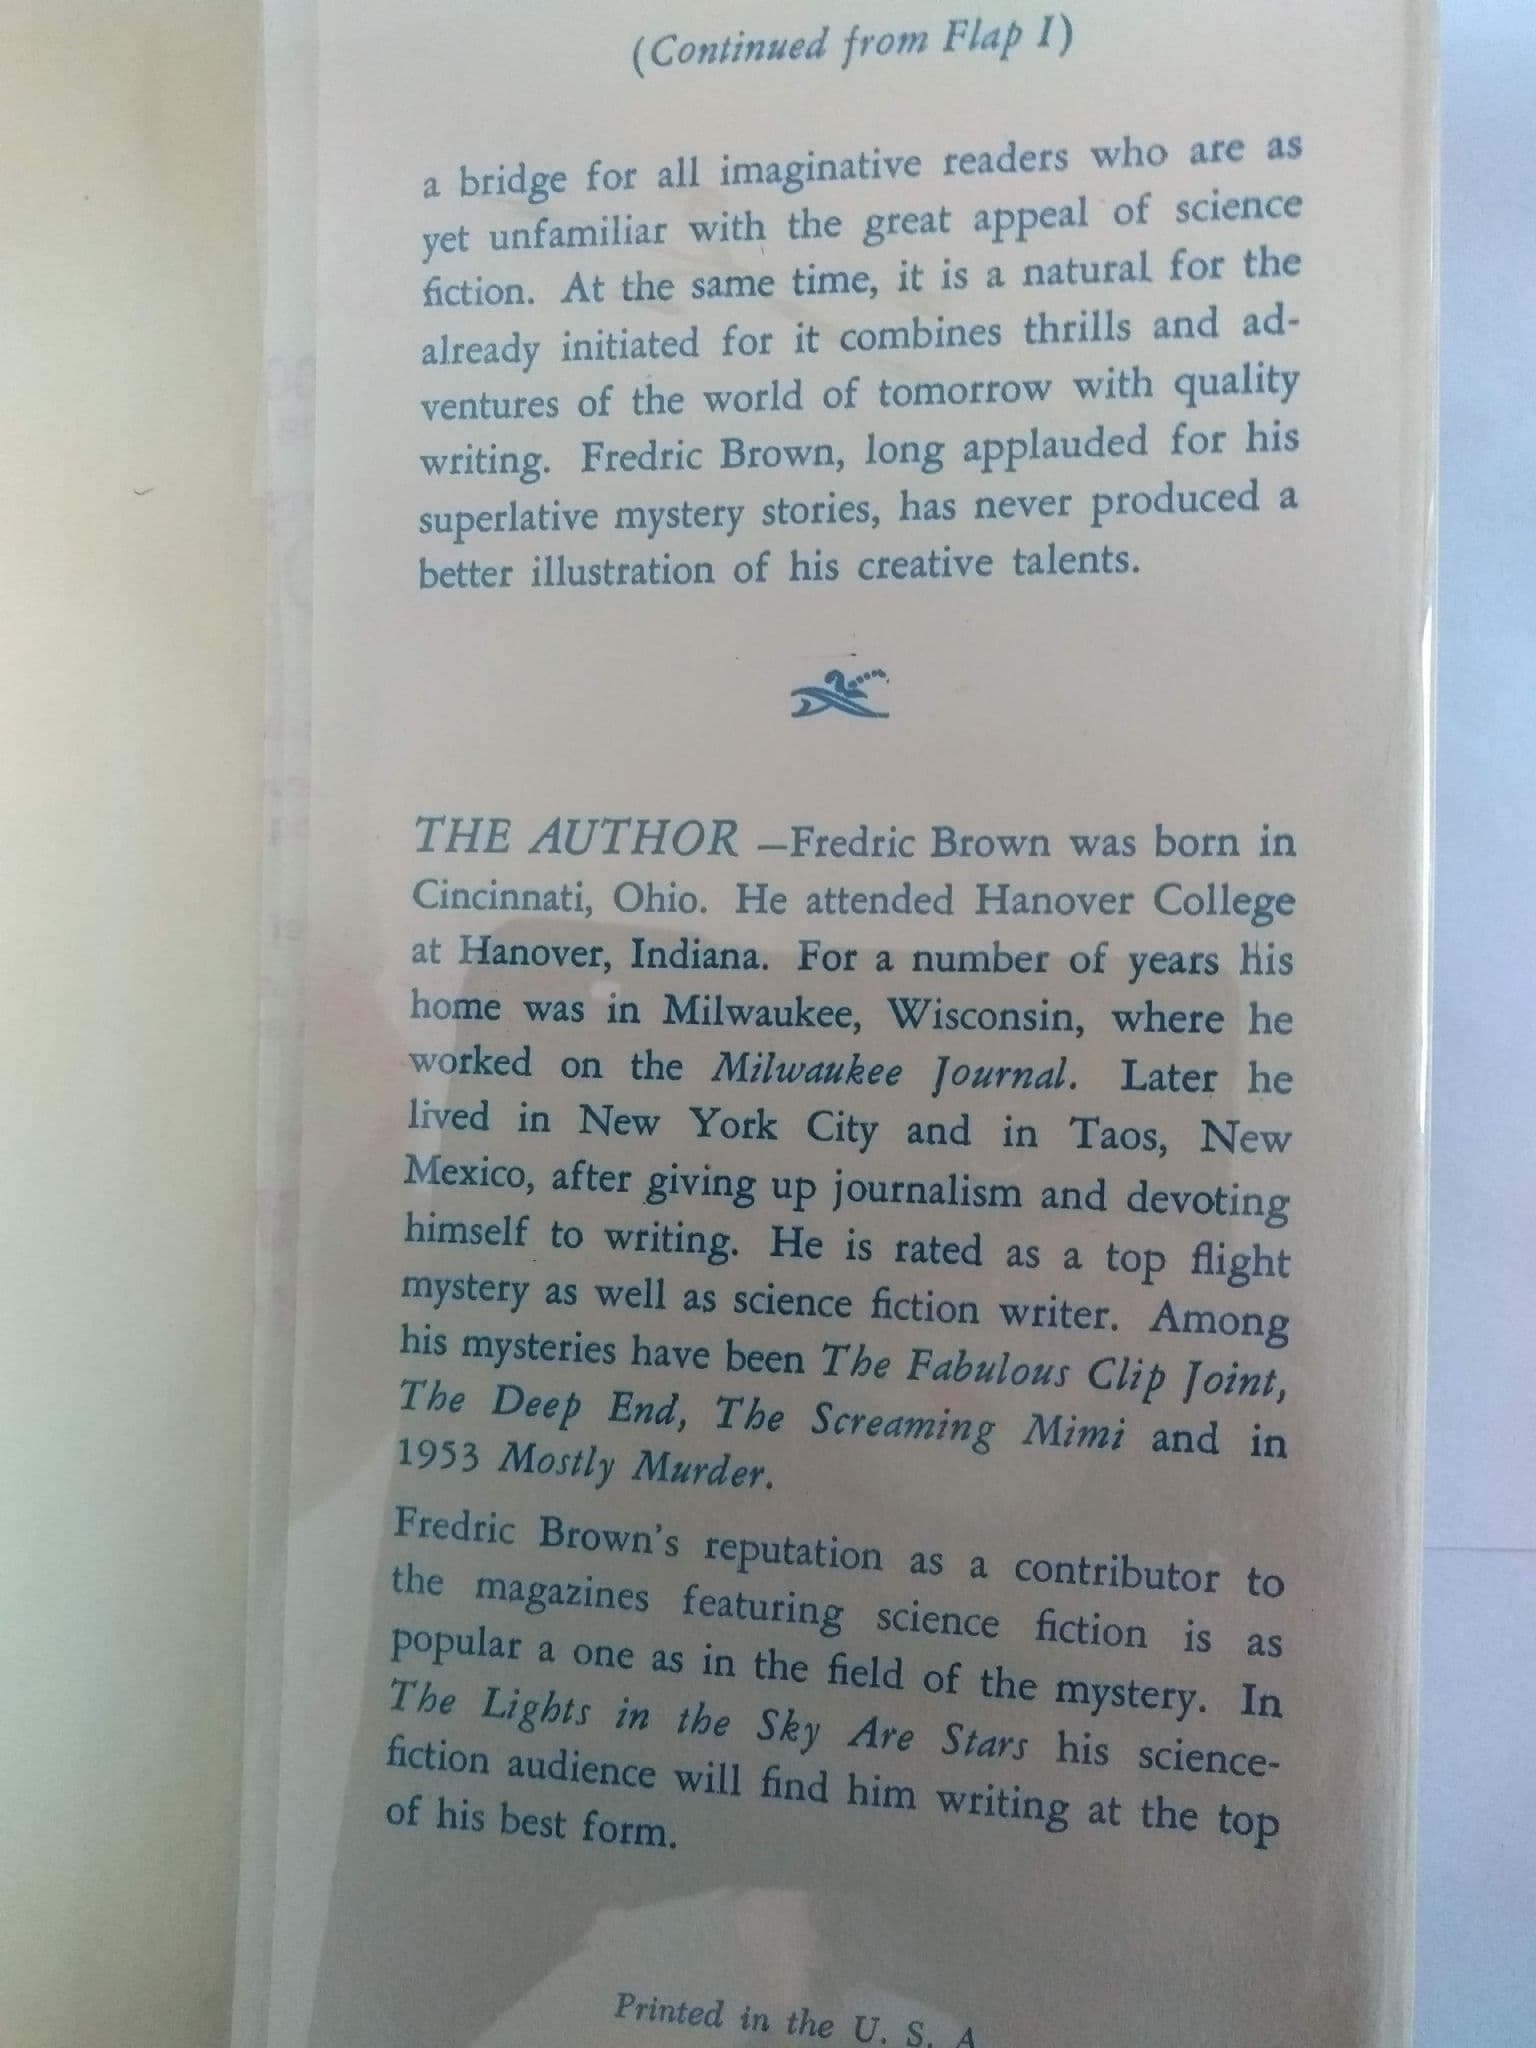 (Continued from Flap I)
a bridge for all imaginative readers who are as
yet unfamiliar with the great appeal of science
fiction. At the same time, it is a natural for the
already initiated for it combines thrills and ad-
ventures of the world of tomorrow with quality
writing. Fredric Brown, long applauded for his
superlative mystery stories, has never produced a
better illustration of his creative talents.
THE AUTHOR —Fredric Brown was born in
Cincinnati, Ohio. He attended Hanover College
at Hanover, Indiana. For a number of years his
home was in Milwaukee, Wisconsin, where he
worked on the Milwaukee Journal. Later he
lived in New York City and in Taos, New
Mexico, after giving up journalism and devoting
himself to writing. He is rated as a top flight
mystery as well as science fiction writer. Among
his mysteries have been The Fabulous Clip Joint,
The Deep End, The Screaming Mimi and in
1953 Mostly Murder.
Fredric Brown's reputation as a contributor to
the magazines featuring science fiction is as
popular a one as in the field of the mystery. In
The Lights in the Sky Are Stars his science-
fiction audience will find him writing at the top
of his best form.
Printed in the U. S. A